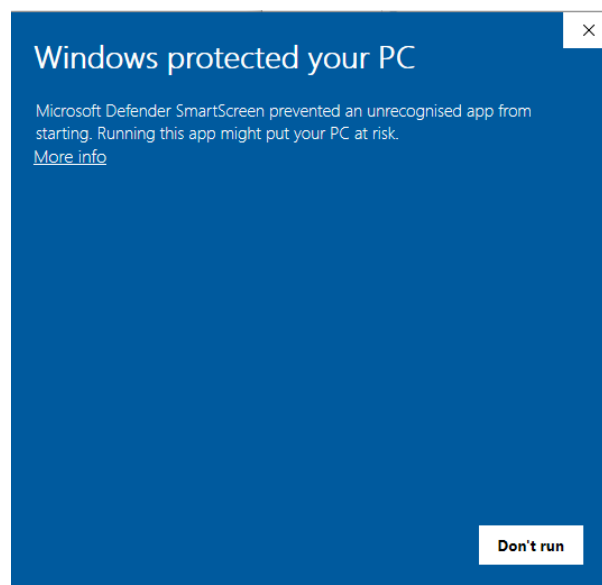 Windows protected your PC
Microsoft Defender SmartScreen prevented an unrecognised app from
starting. Running this app might put your PC at risk.
More info
Don't run